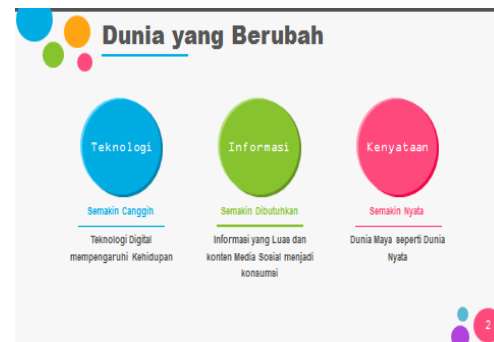 Dunia yang Berubah
Teknologi
Informasi
Kenyataan
Semakin Canggih
Semakin Dibutuhkan
Semakin Nyata
Teknologi Digital
mempengaruhi Kehidupan
Informasi yang Luas dan
konten Media Sosial menjadi
konsumsi
Dunia Maya seperti Dunia
Nyata
2